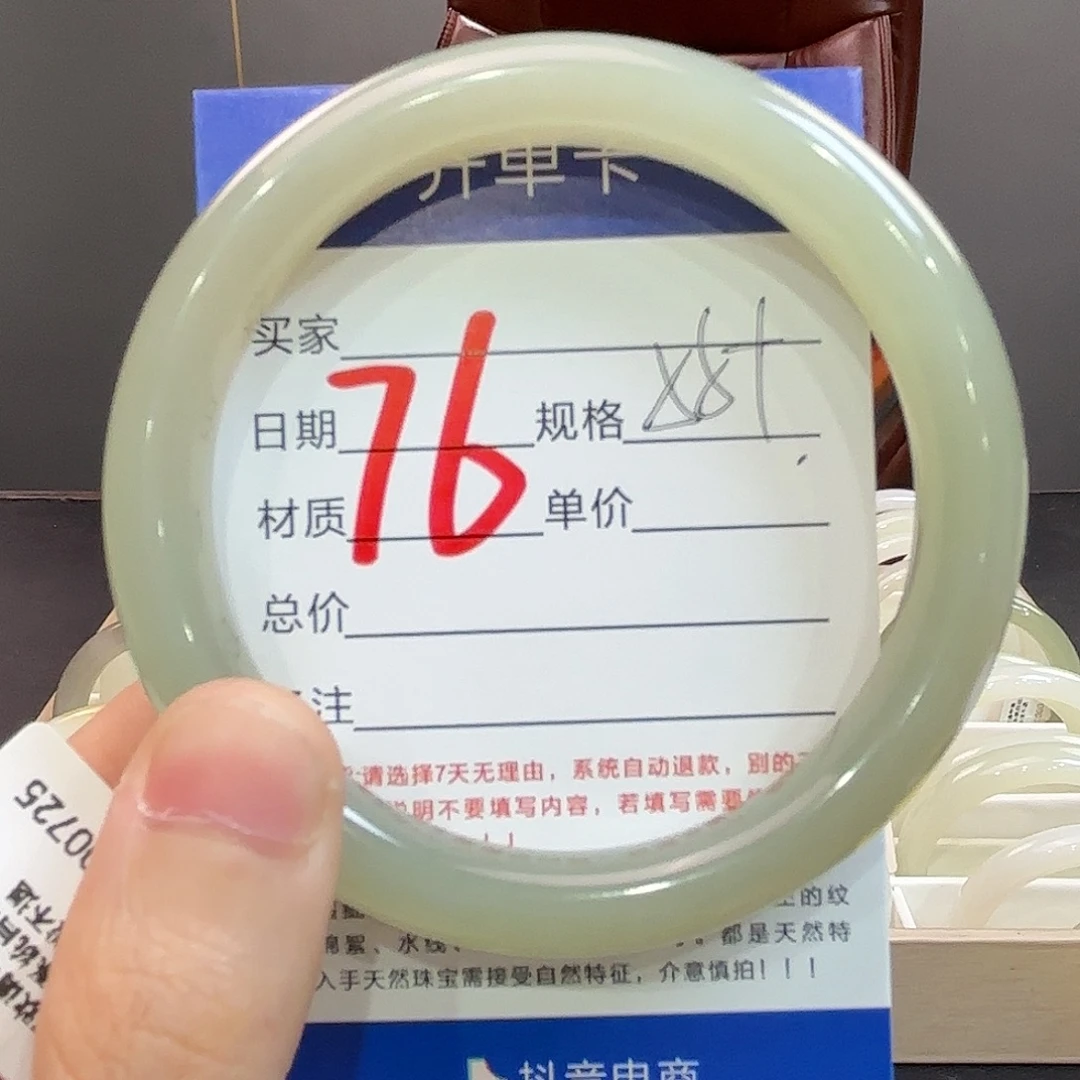 开单卡
买家
日期 76 规格
材质 单价
总价
注
请选择7天无理由，系统自动退款，别的
说明不要填写内容，若填写需要
！！
的纹
棉絮、水线、 。都是天然特
入手天然珠宝需接受自然特征，介意慎拍！！！
抖音电商
00725
不退